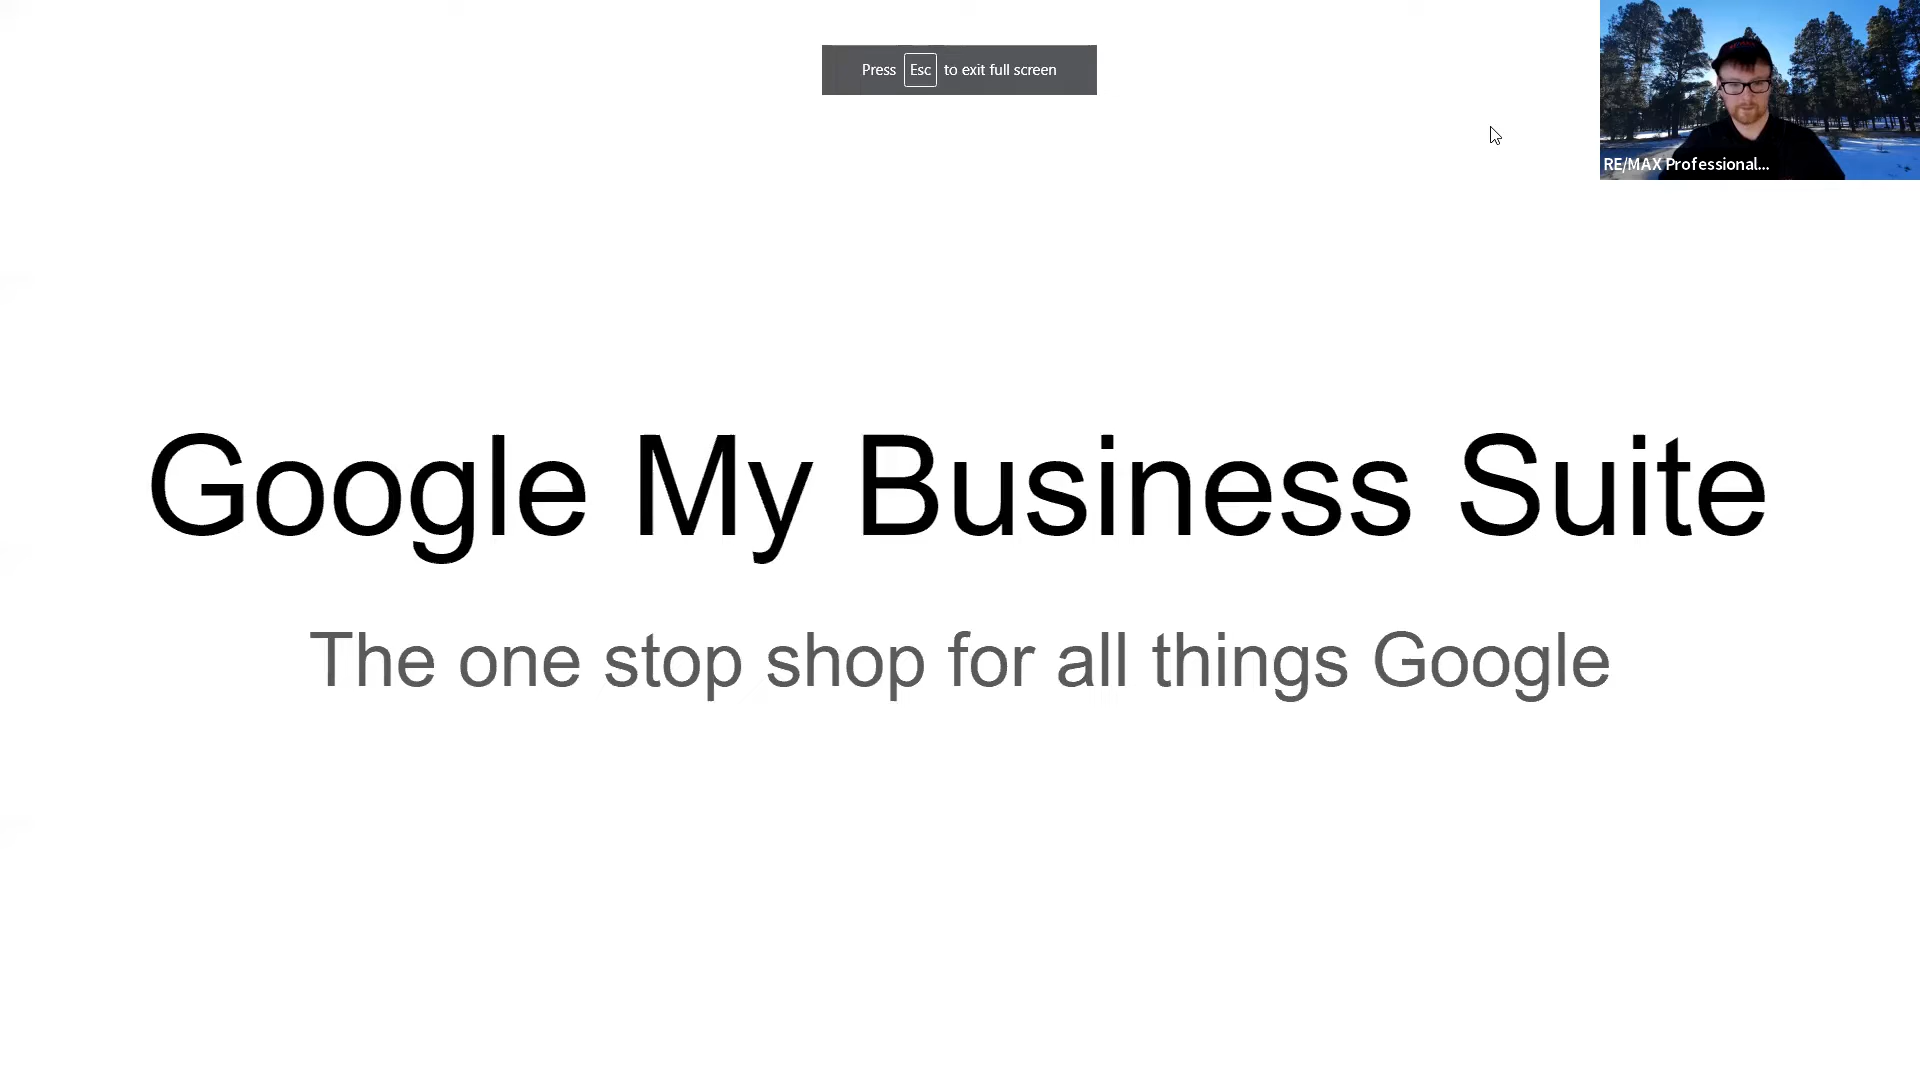 Press Esc to exit full screen
RE/MAX Professional...
Google My Business Suite
The one stop shop for all things Google